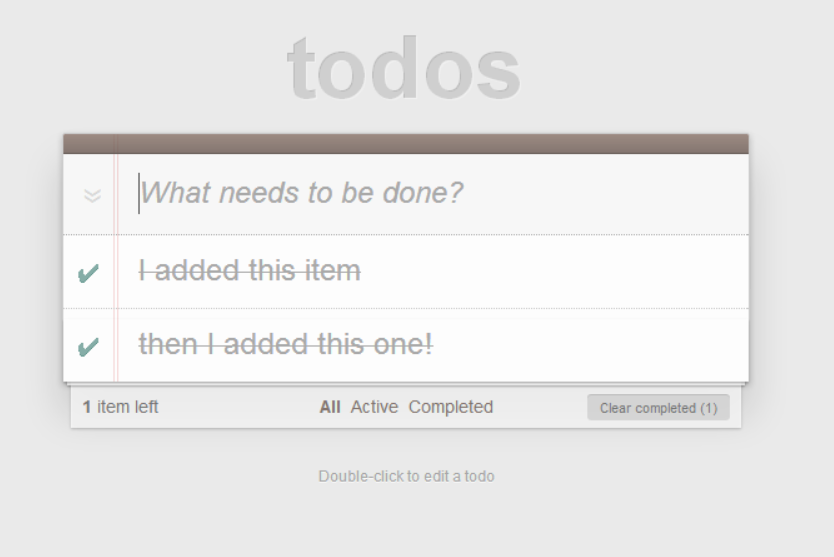 todos
What needs to be done?
I added this item
then I added this one!
1 item left All Active Completed Clear completed (1)
Double-click to edit a todo